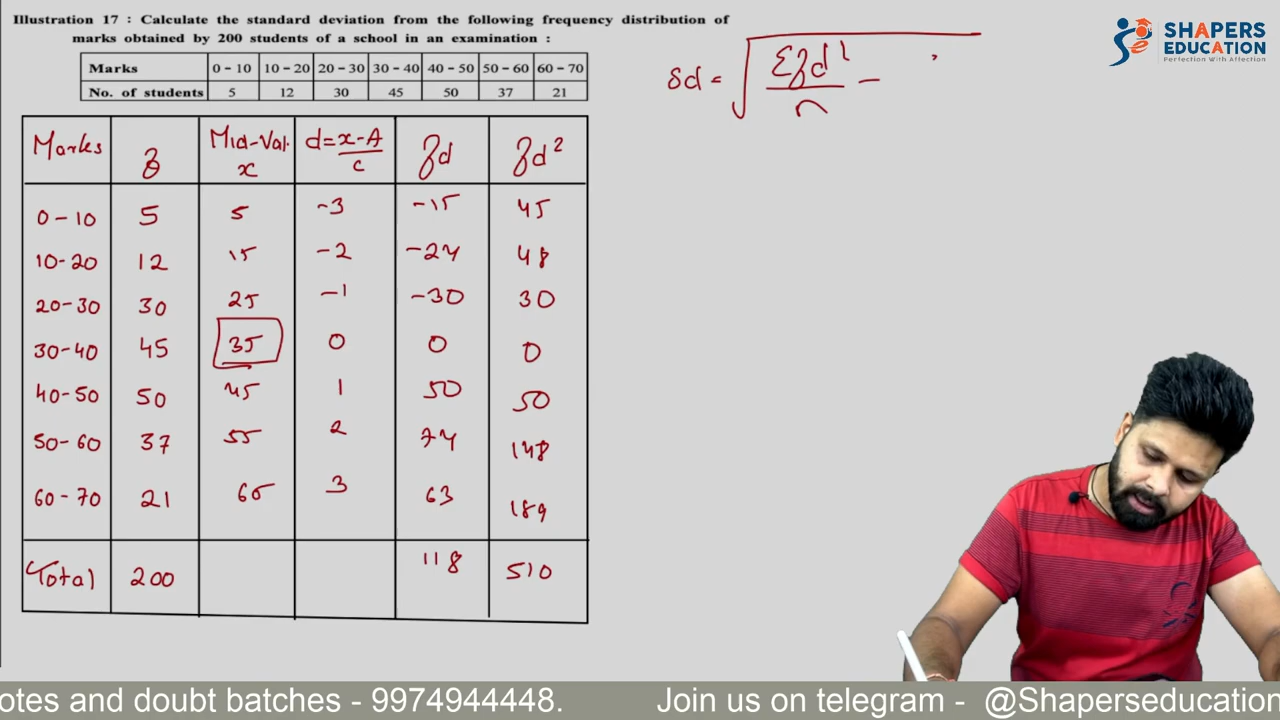 Illustration 17 : Calculate the standard deviation from the following frequency distribution of
marks obtained by 200 students of a school in an examination :
Marks 0 – 10 10 – 20 20 – 30 30 – 40 40 – 50 50 – 60 60 – 70
No. of students 5 12 30 45 50 37 21
Marks f Mid-Val. x d = x-A/c fd fd²
0 – 10 5 5 -3 -15 45
10-20 12 15 -2 -24 48
20-30 30 25 -1 -30 30
30-40 45 35 0 0 0
40-50 50 45 1 50 50
50-60 37 55 2 74 148
60-70 21 65 3 63 189
Total 200 118 510
sd = √ Σfd² / n –
SHAPERS
EDUCATION
Perfection With Affection
otes and doubt batches - 9974944448. Join us on telegram - @Shaperseducation